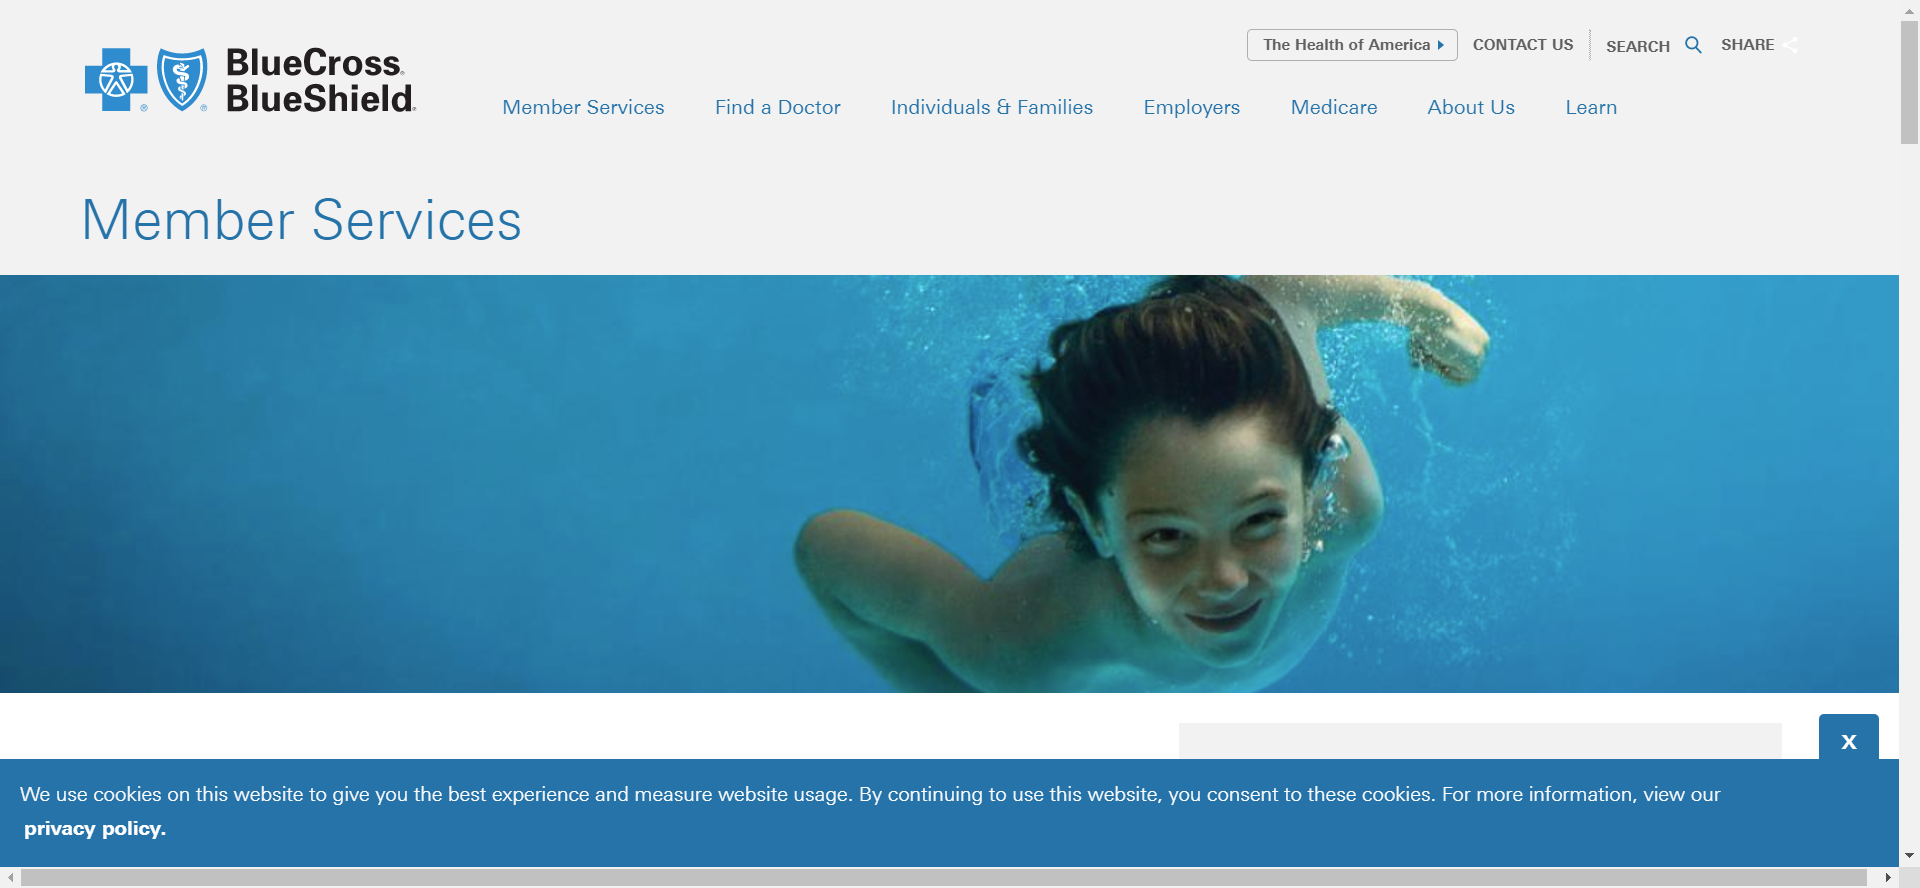 The Health of America
CONTACT US
SEARCH
SHARE
BlueCross®
BlueShield®
® ®
Member Services
Find a Doctor
Individuals & Families
Employers
Medicare
About Us
Learn
Member Services
X
We use cookies on this website to give you the best experience and measure website usage. By continuing to use this website, you consent to these cookies. For more information, view our
privacy policy.